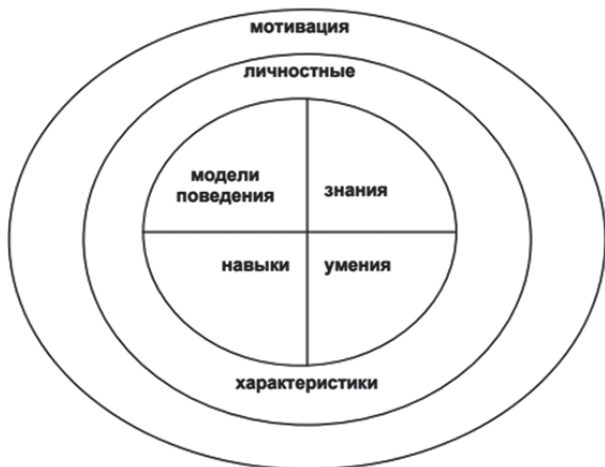 мотивация
личностные
модели
поведения
знания
навыки
умения
характеристики